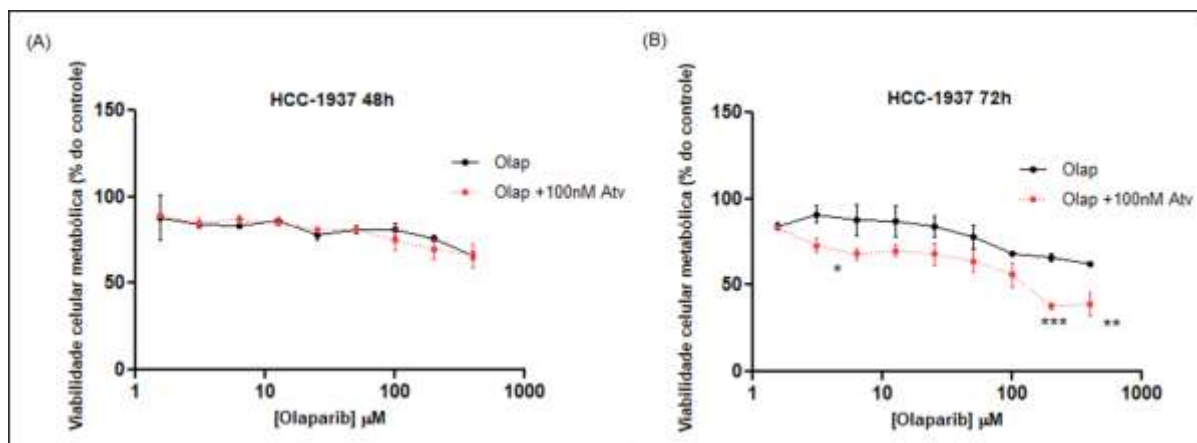 (A)
HCC-1937 48h
Viabilidade celular metabólica (% do controle)
150
100
50
0
Olap
Olap +100nM Atv
1
10
100
1000
[Olaparib] µM
(B)
HCC-1937 72h
Viabilidade celular metabólica (% do controle)
150
100
50
0
Olap
Olap +100nM Atv
*
***
**
1
10
100
1000
[Olaparib] µM